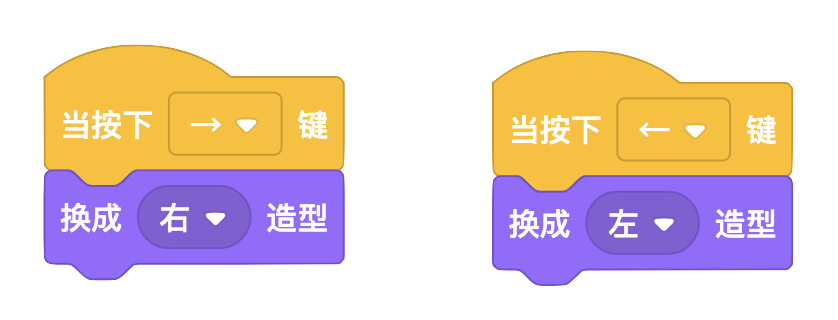 当按下 → 键
换成 右 造型
当按下 ← 键
换成 左 造型